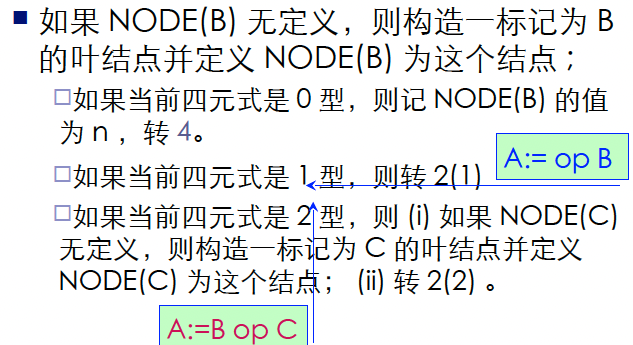 如果 NODE(B) 无定义，则构造一标记为 B
的叶结点并定义 NODE(B) 为这个结点；
如果当前四元式是 0 型，则记 NODE(B) 的值
为 n ，转 4。
A:= op B
如果当前四元式是 1 型，则转 2(1)
如果当前四元式是 2 型，则 (i) 如果 NODE(C)
无定义，则构造一标记为 C 的叶结点并定义
NODE(C) 为这个结点； (ii) 转 2(2) 。
A:=B op C